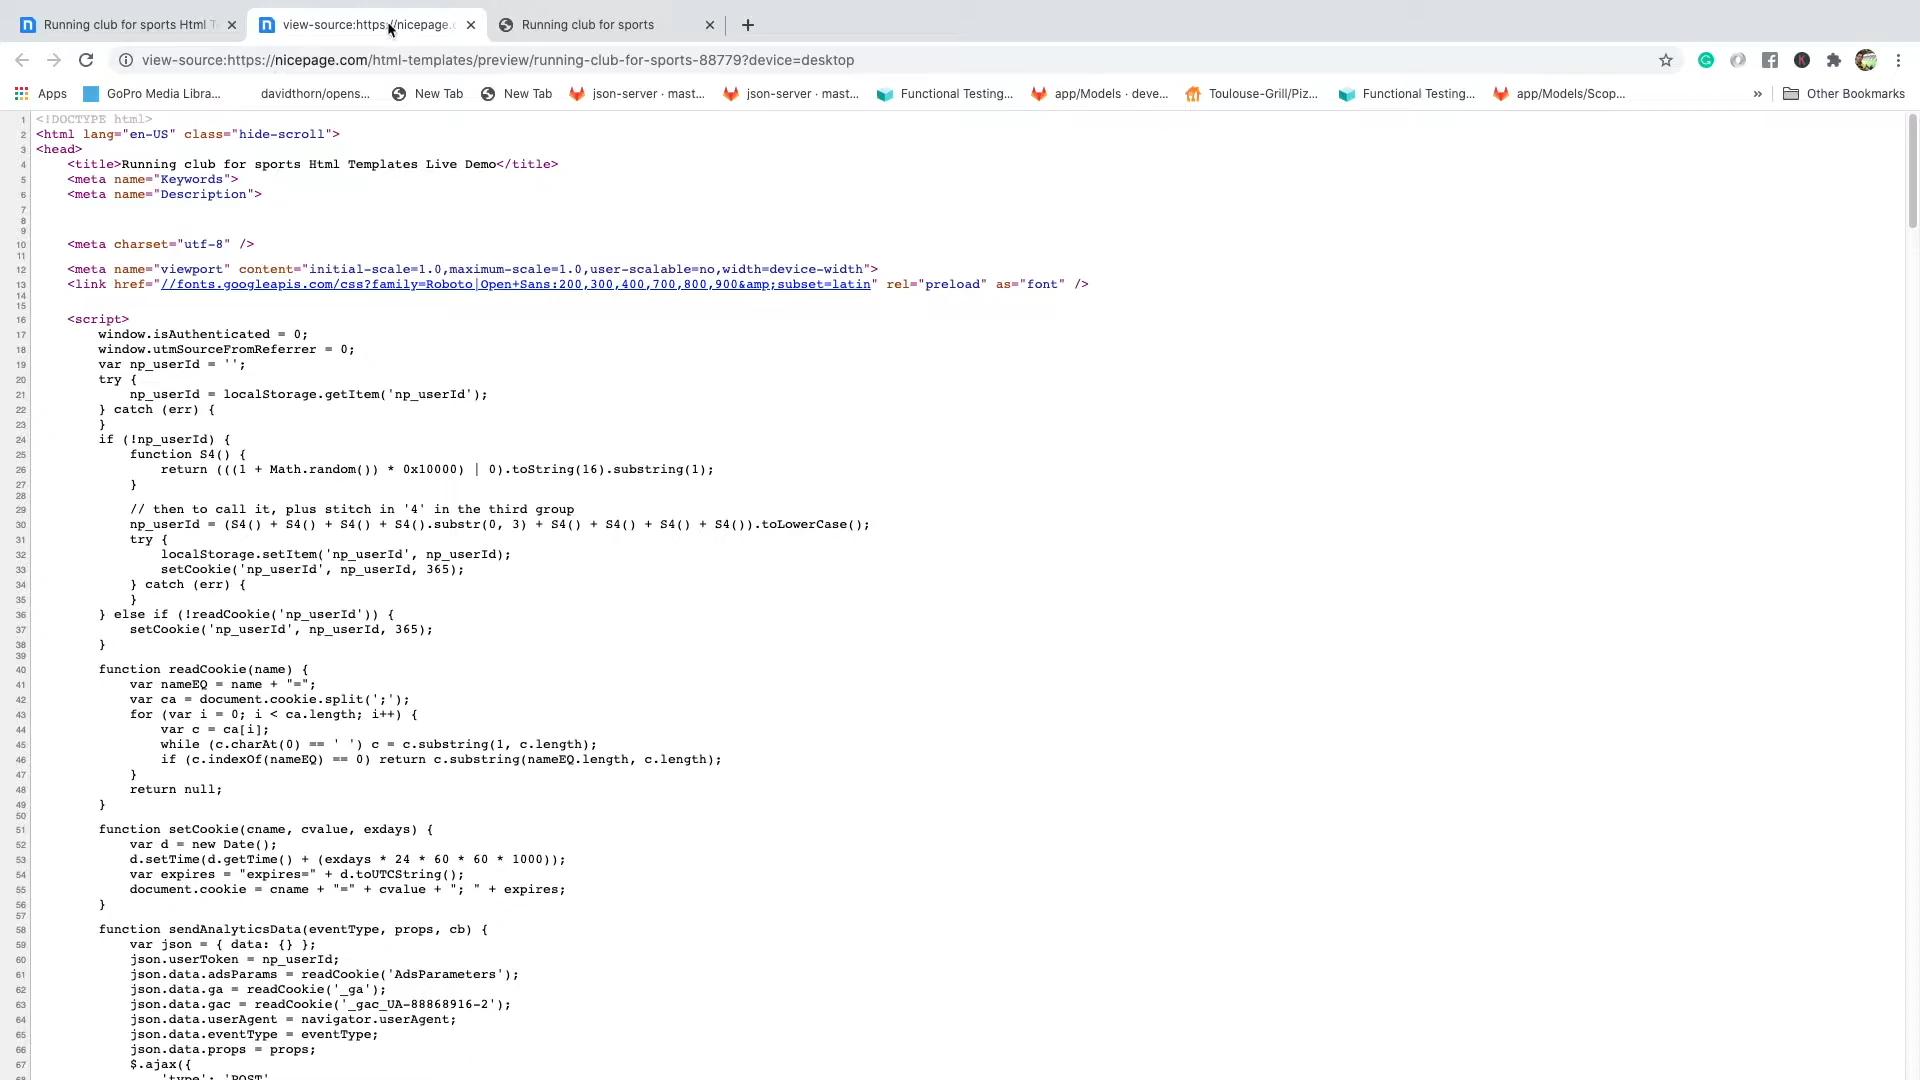 Running club for sports Html T
view-source:https://nicepage.c
Running club for sports
view-source:https://nicepage.com/html-templates/preview/running-club-for-sports-88779?device=desktop
Apps GoPro Media Libra... davidthorn/opens... New Tab New Tab json-server · mast... json-server · mast... Functional Testing... app/Models · deve... Toulouse-Grill/Piz... Functional Testing... app/Models/Scop... » Other Bookmarks
1 <!DOCTYPE html>
2 <html lang="en-US" class="hide-scroll">
3 <head>
4 <title>Running club for sports Html Templates Live Demo</title>
5 <meta name="Keywords">
6 <meta name="Description">
7
8
9
10 <meta charset="utf-8" />
11
12 <meta name="viewport" content="initial-scale=1.0,maximum-scale=1.0,user-scalable=no,width=device-width">
13 <link href="//fonts.googleapis.com/css?family=Roboto|Open+Sans:200,300,400,700,800,900&amp;subset=latin" rel="preload" as="font" />
14
15
16 <script>
17 window.isAuthenticated = 0;
18 window.utmSourceFromReferrer = 0;
19 var np_userId = '';
20 try {
21 np_userId = localStorage.getItem('np_userId');
22 } catch (err) {
23 }
24 if (!np_userId) {
25 function S4() {
26 return (((1 + Math.random()) * 0x10000) | 0).toString(16).substring(1);
27 }
28
29 // then to call it, plus stitch in '4' in the third group
30 np_userId = (S4() + S4() + S4() + S4().substr(0, 3) + S4() + S4() + S4() + S4()).toLowerCase();
31 try {
32 localStorage.setItem('np_userId', np_userId);
33 setCookie('np_userId', np_userId, 365);
34 } catch (err) {
35 }
36 } else if (!readCookie('np_userId')) {
37 setCookie('np_userId', np_userId, 365);
38 }
39
40 function readCookie(name) {
41 var nameEQ = name + "=";
42 var ca = document.cookie.split(';');
43 for (var i = 0; i < ca.length; i++) {
44 var c = ca[i];
45 while (c.charAt(0) == ' ') c = c.substring(1, c.length);
46 if (c.indexOf(nameEQ) == 0) return c.substring(nameEQ.length, c.length);
47 }
48 return null;
49 }
50
51 function setCookie(cname, cvalue, exdays) {
52 var d = new Date();
53 d.setTime(d.getTime() + (exdays * 24 * 60 * 60 * 1000));
54 var expires = "expires=" + d.toUTCString();
55 document.cookie = cname + "=" + cvalue + "; " + expires;
56 }
57
58 function sendAnalyticsData(eventType, props, cb) {
59 var json = { data: {} };
60 json.userToken = np_userId;
61 json.data.adsParams = readCookie('AdsParameters');
62 json.data.ga = readCookie('_ga');
63 json.data.gac = readCookie('_gac_UA-88868916-2');
64 json.data.userAgent = navigator.userAgent;
65 json.data.eventType = eventType;
66 json.data.props = props;
67 $.ajax({
68 'type': 'POST'